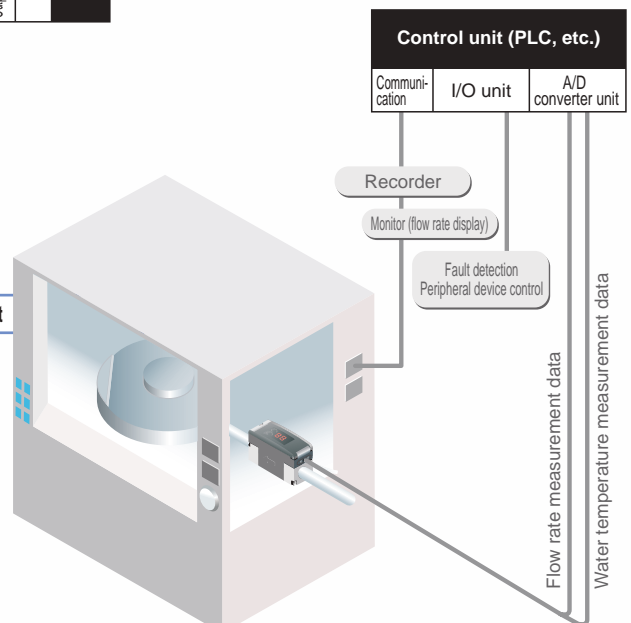 Control unit (PLC, etc.)
Communi-
cation
I/O unit
A/D
converter unit
Recorder
Monitor (flow rate display)
Fault detection
Peripheral device control
Flow rate measurement data
Water temperature measurement data